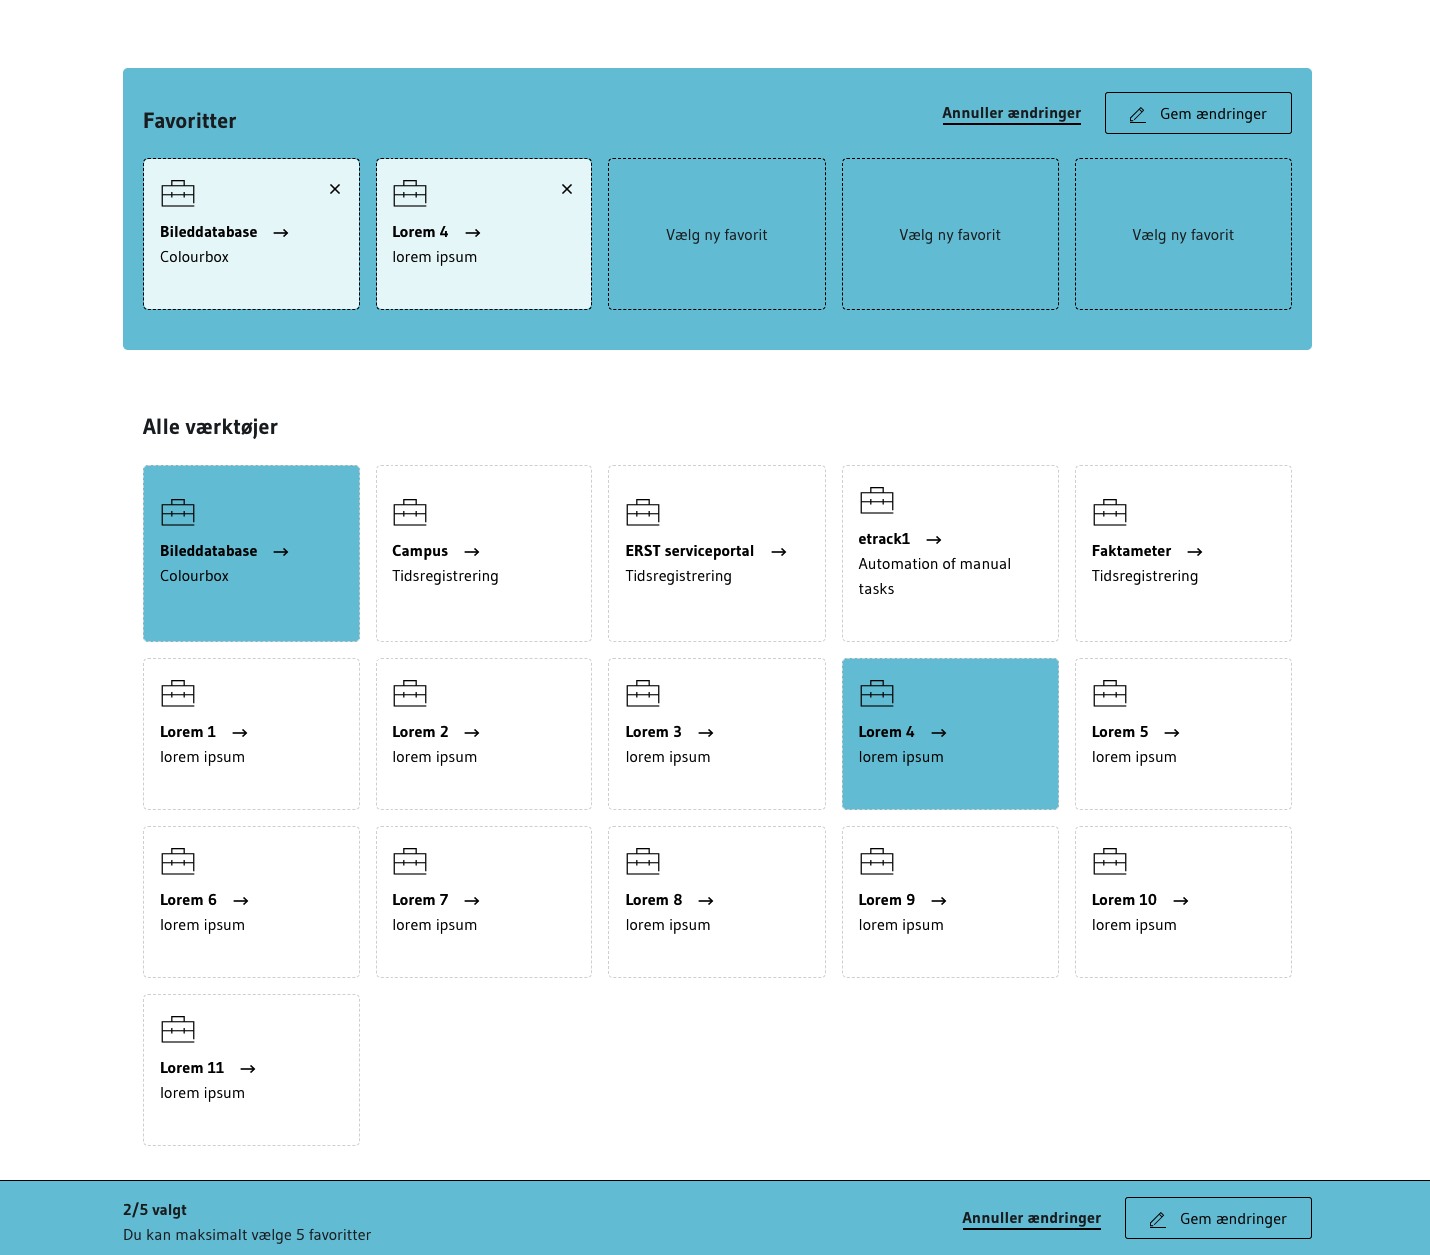 Favoritter
Annuller ændringer
Gem ændringer
Bileddatabase
Colourbox
Lorem 4
lorem ipsum
Vælg ny favorit
Vælg ny favorit
Vælg ny favorit
Alle værktøjer
Bileddatabase
Colourbox
Campus
Tidsregistrering
ERST serviceportal
Tidsregistrering
etrack1
Automation of manual
tasks
Faktameter
Tidsregistrering
Lorem 1
lorem ipsum
Lorem 2
lorem ipsum
Lorem 3
lorem ipsum
Lorem 4
lorem ipsum
Lorem 5
lorem ipsum
Lorem 6
lorem ipsum
Lorem 7
lorem ipsum
Lorem 8
lorem ipsum
Lorem 9
lorem ipsum
Lorem 10
lorem ipsum
Lorem 11
lorem ipsum
2/5 valgt
Du kan maksimalt vælge 5 favoritter
Annuller ændringer
Gem ændringer